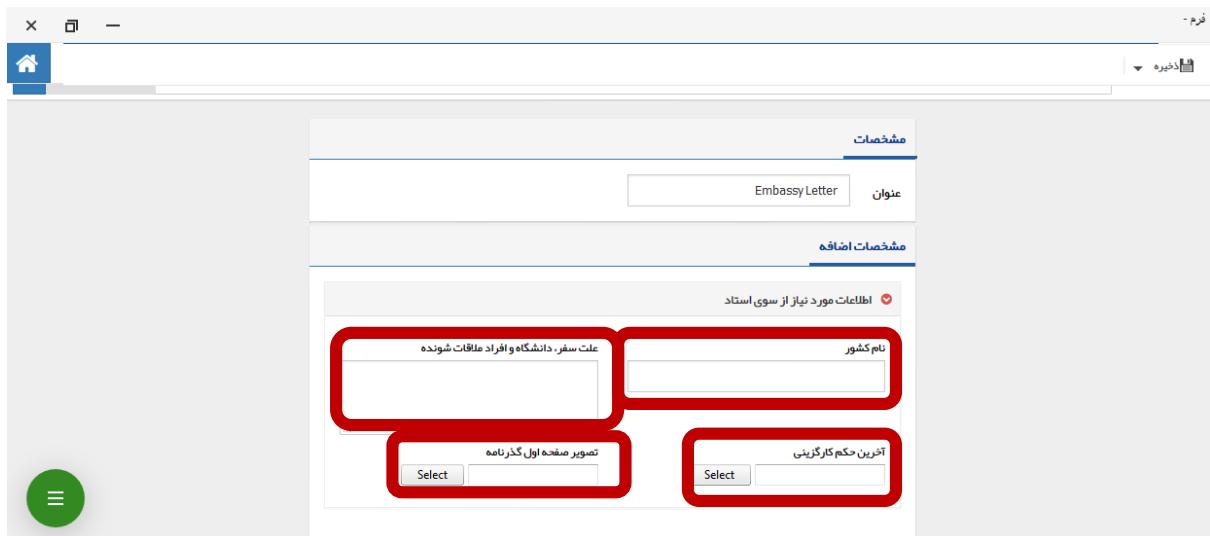 فرم -
ذخیره
مشخصات
عنوان
Embassy Letter
مشخصات اضافه
اطلاعات مورد نیاز از سوی استاد
نام کشور
علت سفر، دانشگاه و افراد ملاقات شونده
آخرین حکم کارگزینی
Select
تصویر صفحه اول گذرنامه
Select